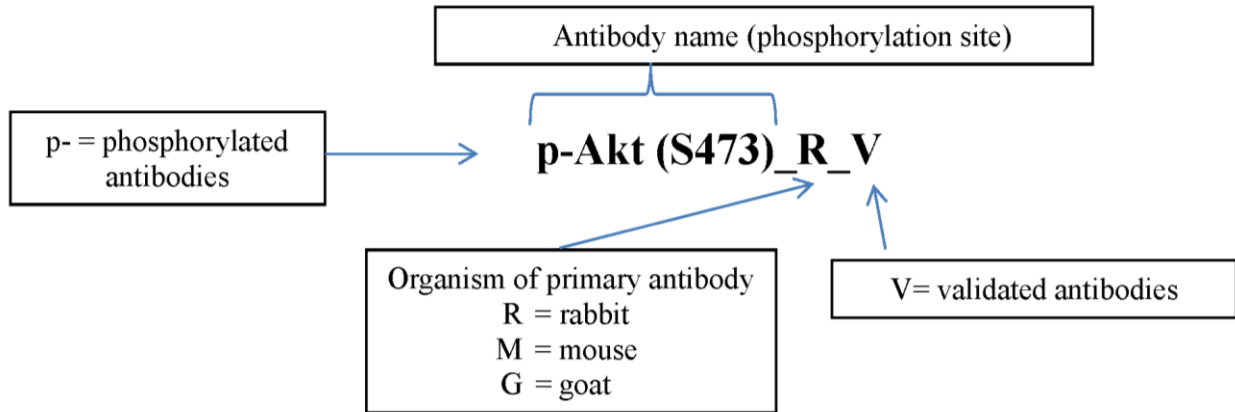 Antibody name (phosphorylation site)
p- = phosphorylated
antibodies
p-Akt (S473)_R_V
Organism of primary antibody
R = rabbit
M = mouse
G = goat
V= validated antibodies